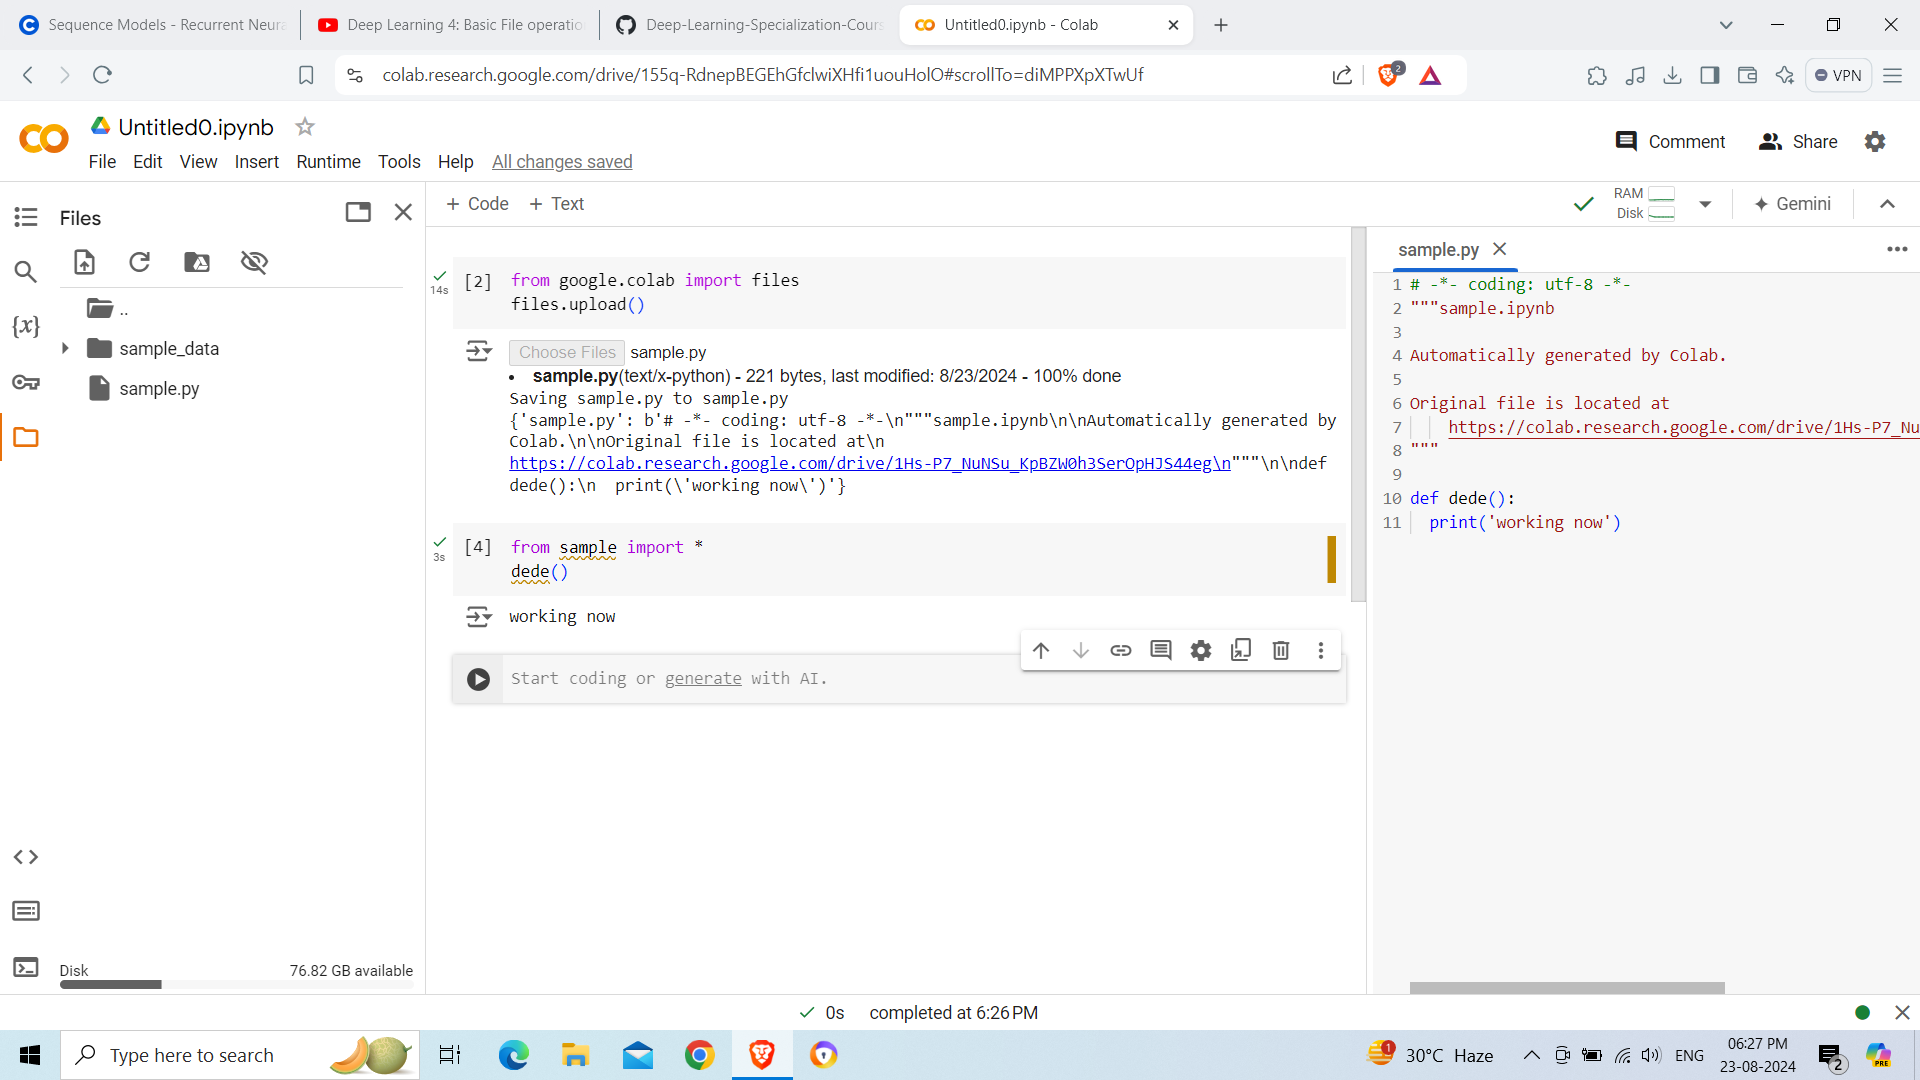 Sequence Models - Recurrent Neura
Deep Learning 4: Basic File operatio
Deep-Learning-Specialization-Cours
Untitled0.ipynb - Colab
colab.research.google.com/drive/155q-RdnepBEGEhGfclwiXHfi1uouHolO#scrollTo=diMPPXpXTwUf
2
VPN
Untitled0.ipynb
Comment
Share
File Edit View Insert Runtime Tools Help All changes saved
Files
+ Code + Text
RAM
Disk
Gemini
sample.py
..
sample_data
sample.py
14s
[2] from google.colab import files
files.upload()
Choose Files sample.py
• sample.py(text/x-python) - 221 bytes, last modified: 8/23/2024 - 100% done
Saving sample.py to sample.py
{'sample.py': b'# -*- coding: utf-8 -*-\n"""sample.ipynb\n\nAutomatically generated by
Colab.\n\nOriginal file is located at\n
https://colab.research.google.com/drive/1Hs-P7_NuNSu_KpBZW0h3SerOpHJS44eg\n"""\n\ndef
dede():\n  print(\'working now\')'}
3s
[4] from sample import *
dede()
working now
Start coding or generate with AI.
1 # -*- coding: utf-8 -*-
2 """sample.ipynb
3
4 Automatically generated by Colab.
5
6 Original file is located at
7 https://colab.research.google.com/drive/1Hs-P7_Nu
8 """
9
10 def dede():
11 print('working now')
{x}
Disk
76.82 GB available
0s completed at 6:26 PM
Type here to search
1
30°C Haze
ENG
06:27 PM
23-08-2024
2
PRE